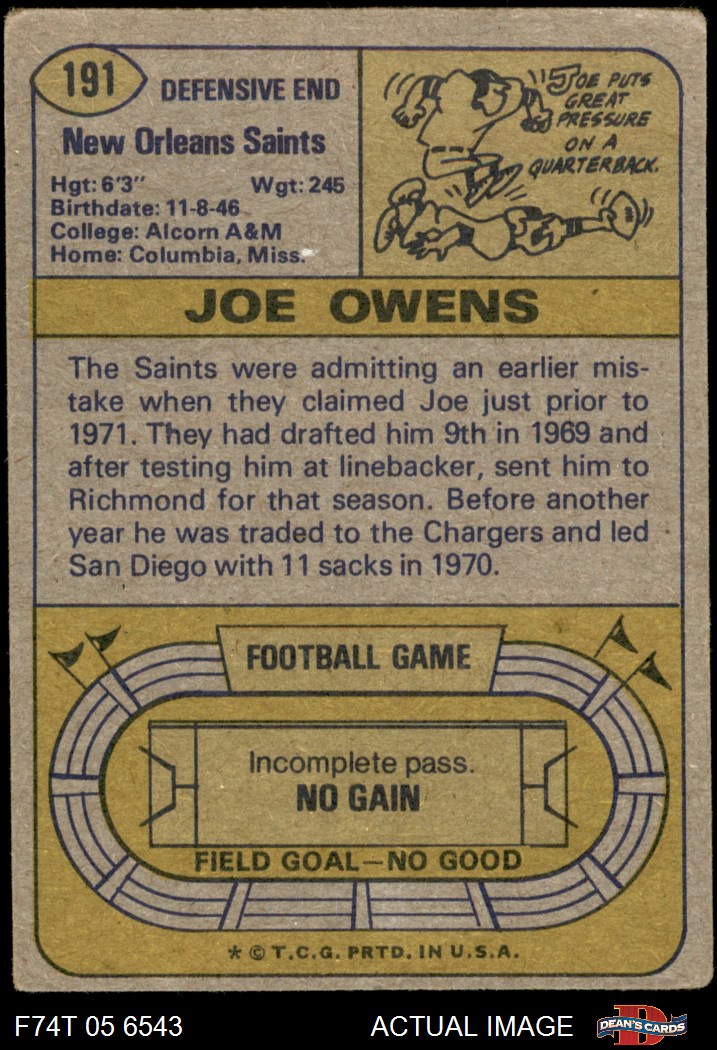 191
DEFENSIVE END
New Orleans Saints
Hgt: 6'3" Wgt: 245
Birthdate: 11-8-46
College: Alcorn A&M
Home: Columbia, Miss.
JOE PUTS
GREAT
PRESSURE
ON A
QUARTERBACK.
JOE OWENS
The Saints were admitting an earlier mis-
take when they claimed Joe just prior to
1971. They had drafted him 9th in 1969 and
after testing him at linebacker, sent him to
Richmond for that season. Before another
year he was traded to the Chargers and led
San Diego with 11 sacks in 1970.
FOOTBALL GAME
Incomplete pass.
NO GAIN
FIELD GOAL—NO GOOD
* © T.C.G. PRTD. IN U.S.A.
F74T 05 6543 ACTUAL IMAGE
D
DEAN'S CARDS